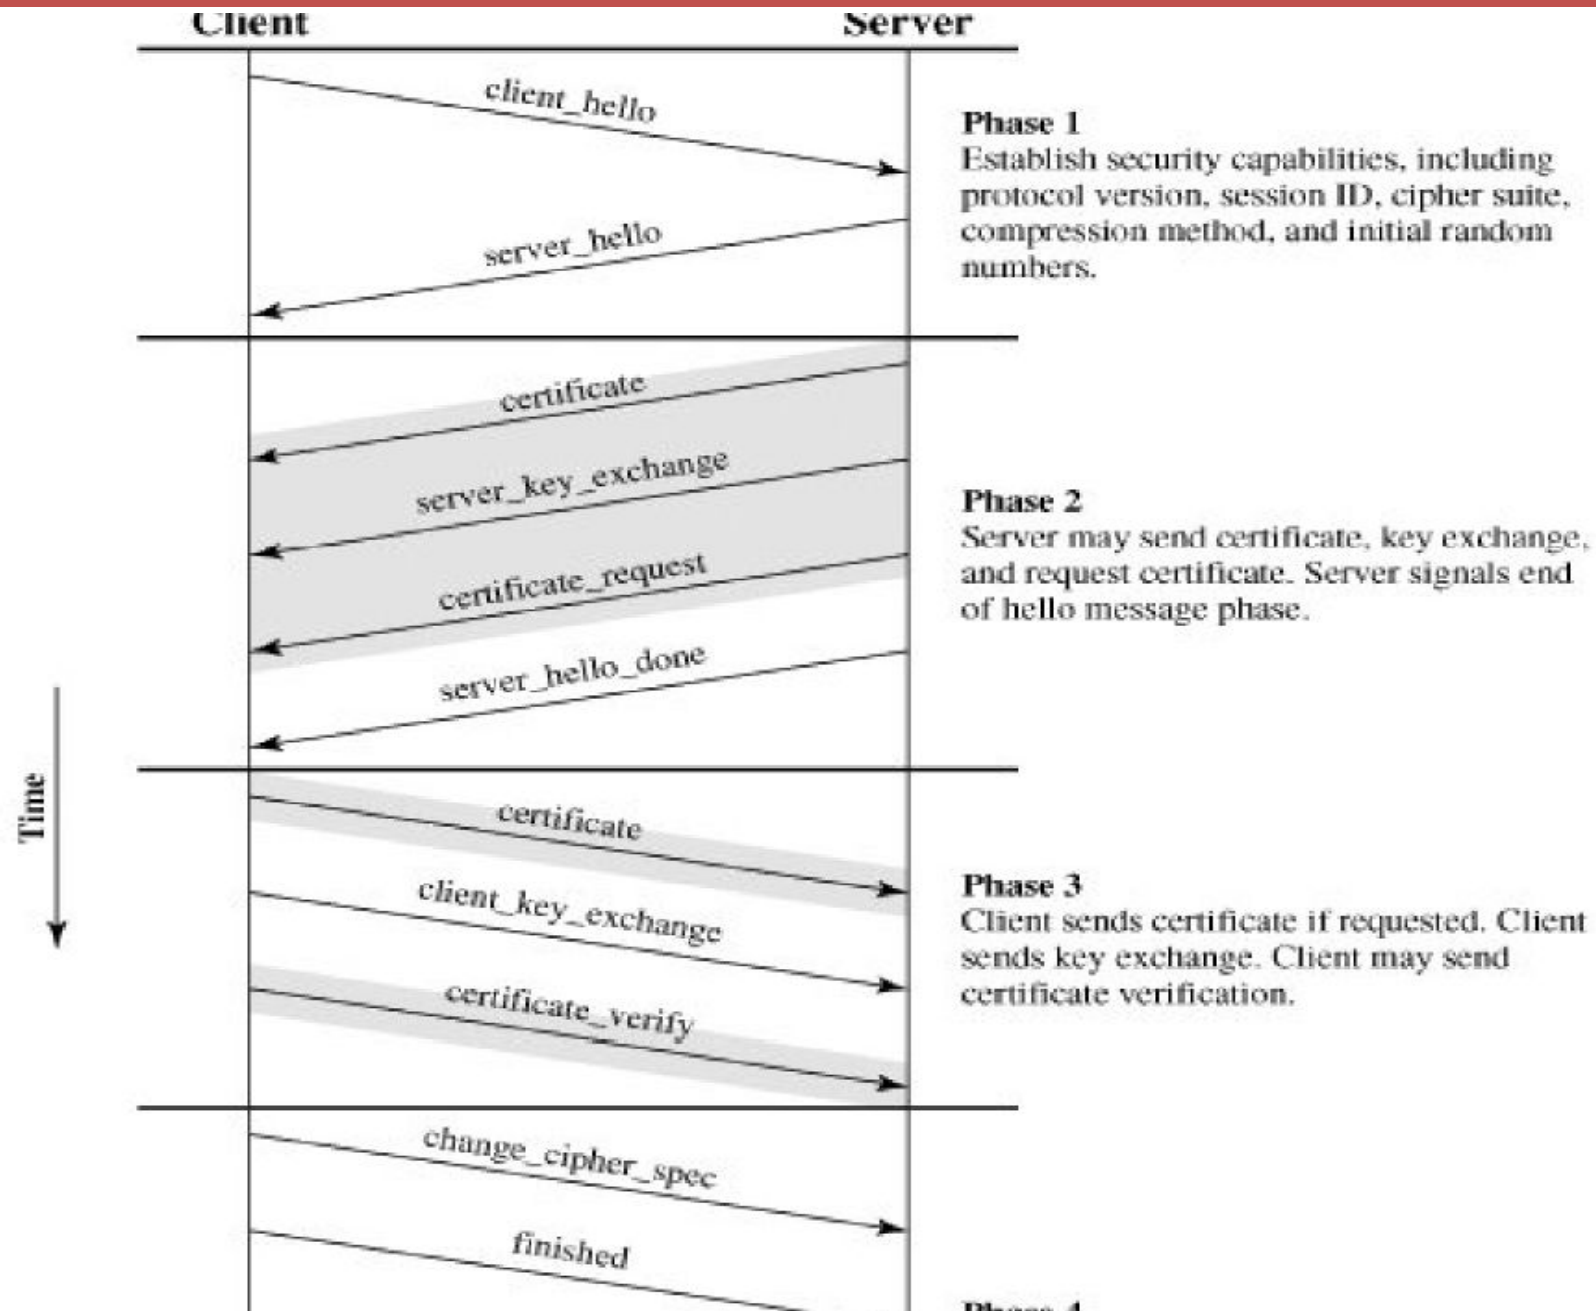 Client Server
client_hello
server_hello
Phase 1
Establish security capabilities, including
protocol version, session ID, cipher suite,
compression method, and initial random
numbers.
certificate
server_key_exchange
certificate_request
server_hello_done
Phase 2
Server may send certificate, key exchange,
and request certificate. Server signals end
of hello message phase.
Time
certificate
client_key_exchange
certificate_verify
Phase 3
Client sends certificate if requested. Client
sends key exchange. Client may send
certificate verification.
change_cipher_spec
finished
Phase 4